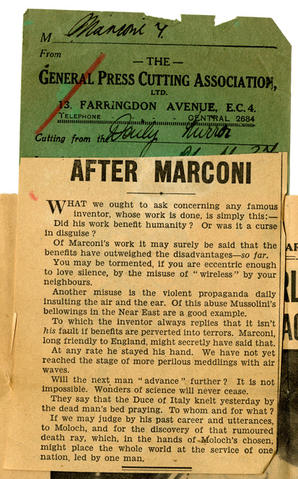 M Marconi 4.
From
— THE —
GENERAL PRESS CUTTING ASSOCIATION,
LTD.
13, FARRINGDON AVENUE, E.C. 4.
TELEPHONE CENTRAL 2684
Cutting from the Daily Mirror
AFTER MARCONI
WHAT we ought to ask concerning any famous
inventor, whose work is done, is simply this:—
Did his work benefit humanity? Or was it a curse
in disguise?
Of Marconi's work it may surely be said that the
benefits have outweighed the disadvantages—so far.
You may be tormented, if you are eccentric enough
to love silence, by the misuse of "wireless" by your
neighbours.
Another misuse is the violent propaganda daily
insulting the air and the ear. Of this abuse Mussolini's
bellowings in the Near East are a good example.
To which the inventor always replies that it isn't
his fault if benefits are perverted into terrors. Marconi,
long friendly to England, might secretly have said that.
At any rate he stayed his hand. We have not yet
reached the stage of more perilous meddlings with air
waves.
Will the next man "advance" further? It is not
impossible. Wonders of science will never cease.
They say that the Duce of Italy knelt yesterday by
the dead man's bed praying. To whom and for what?
If we may judge by his past career and utterances,
to Moloch, and for the discovery of that rumoured
death ray, which, in the hands of Moloch's chosen,
might place the whole world at the service of one
nation, led by one man.